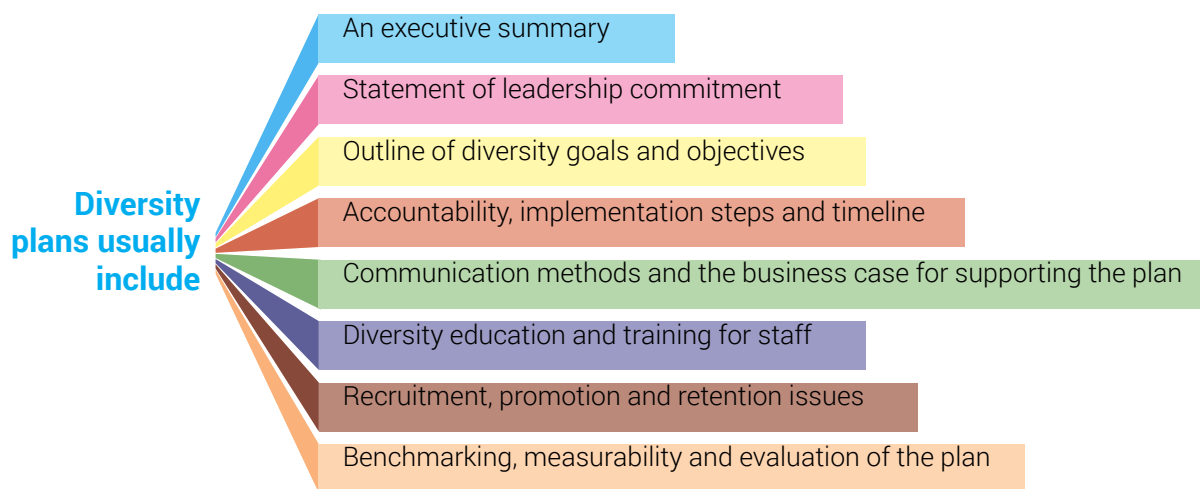 Diversity
plans usually
include
An executive summary
Statement of leadership commitment
Outline of diversity goals and objectives
Accountability, implementation steps and timeline
Communication methods and the business case for supporting the plan
Diversity education and training for staff
Recruitment, promotion and retention issues
Benchmarking, measurability and evaluation of the plan